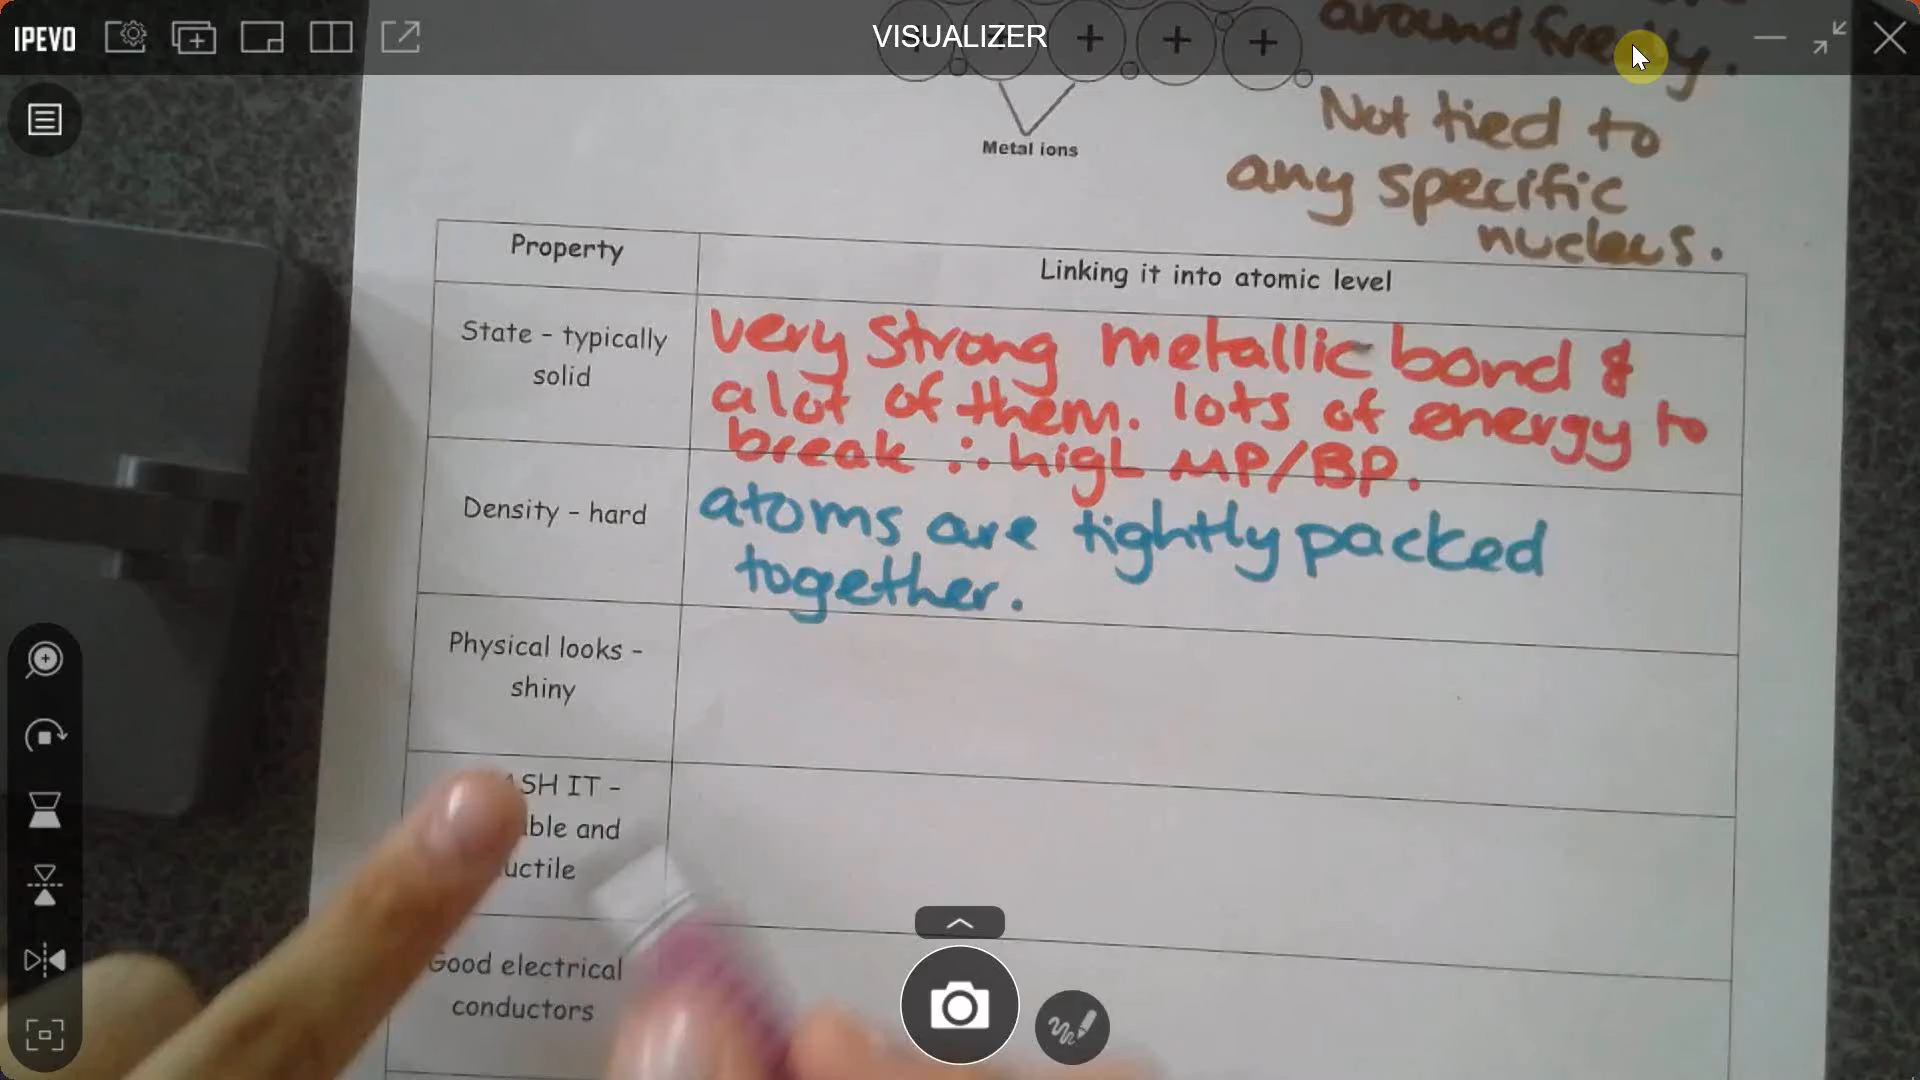 IPEVO
VISUALIZER
around freely.
Not tied to
any specific
nucleus.
+ + + +
Metal ions
Property
Linking it into atomic level
State - typically
solid
very strong metallic bond &
a lot of them. lots of energy to
break ∴ high MP/BP.
Density - hard
atoms are tightly packed
together.
Physical looks -
shiny
ASH IT -
ble and
uctile
Good electrical
conductors